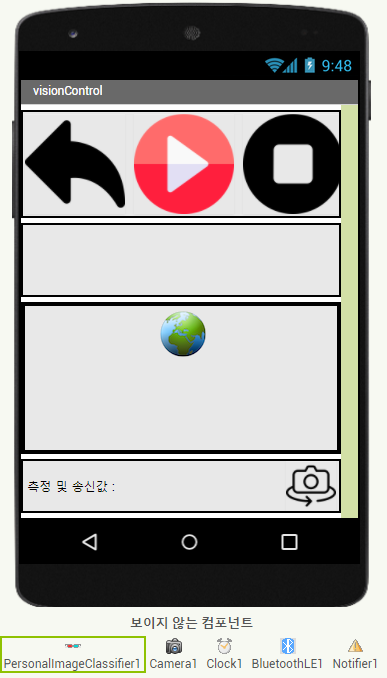 9:48
visionControl
측정 및 송신값 :
보이지 않는 컴포넌트
PersonalImageClassifier1 Camera1 Clock1 BluetoothLE1 Notifier1